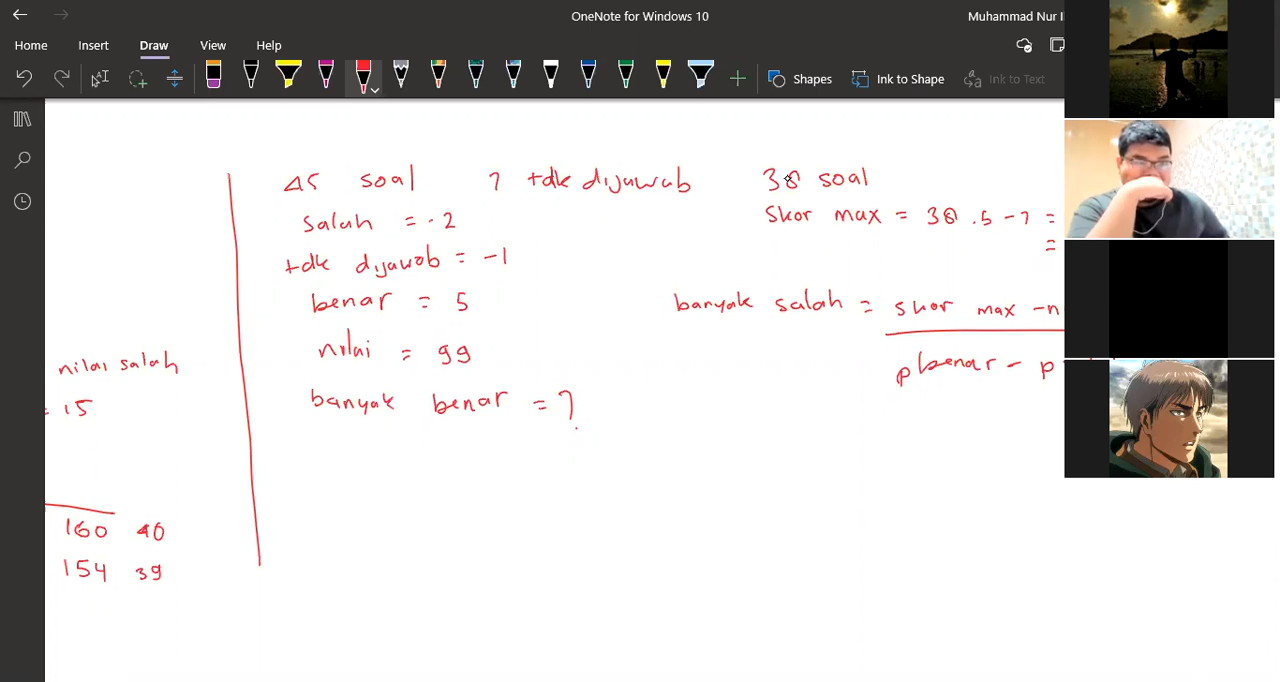 OneNote for Windows 10
Muhammad Nur I
Home Insert Draw View Help
Shapes Ink to Shape Ink to Text
45 soal 7 tdk dijawab
salah = -2
tdk dijawab = -1
benar = 5
nilai = 99
banyak benar = ?
38 soal
Skor max = 38 .5 - 7 =
=
banyak salah = skor max - n
p benar - p
nilai salah
= 15
160 40
154 39